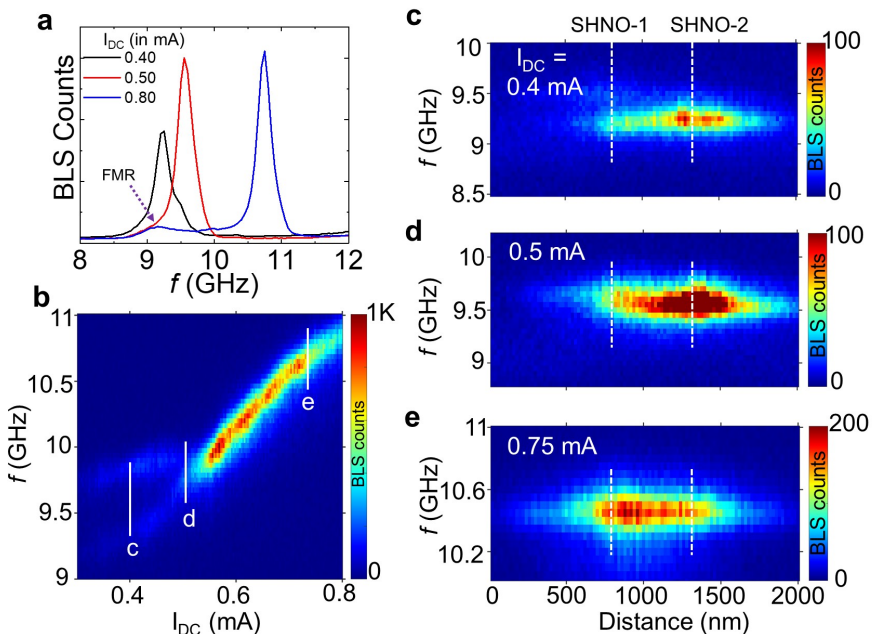 a
I_DC (in mA)
0.40
0.50
0.80
FMR
BLS Counts
8 9 10 11 12
f (GHz)
b
11
10.5
10
9.5
9
f (GHz)
0.4 0.6 0.8
I_DC (mA)
c
d
e
1K
BLS counts
0
SHNO-1 SHNO-2
c
I_DC =
0.4 mA
10
9.5
9
8.5
f (GHz)
100
BLS counts
0
d
0.5 mA
10
9.5
9
f (GHz)
100
BLS counts
0
e
0.75 mA
11
10.6
10.2
f (GHz)
200
BLS counts
0
0 500 1000 1500 2000
Distance (nm)